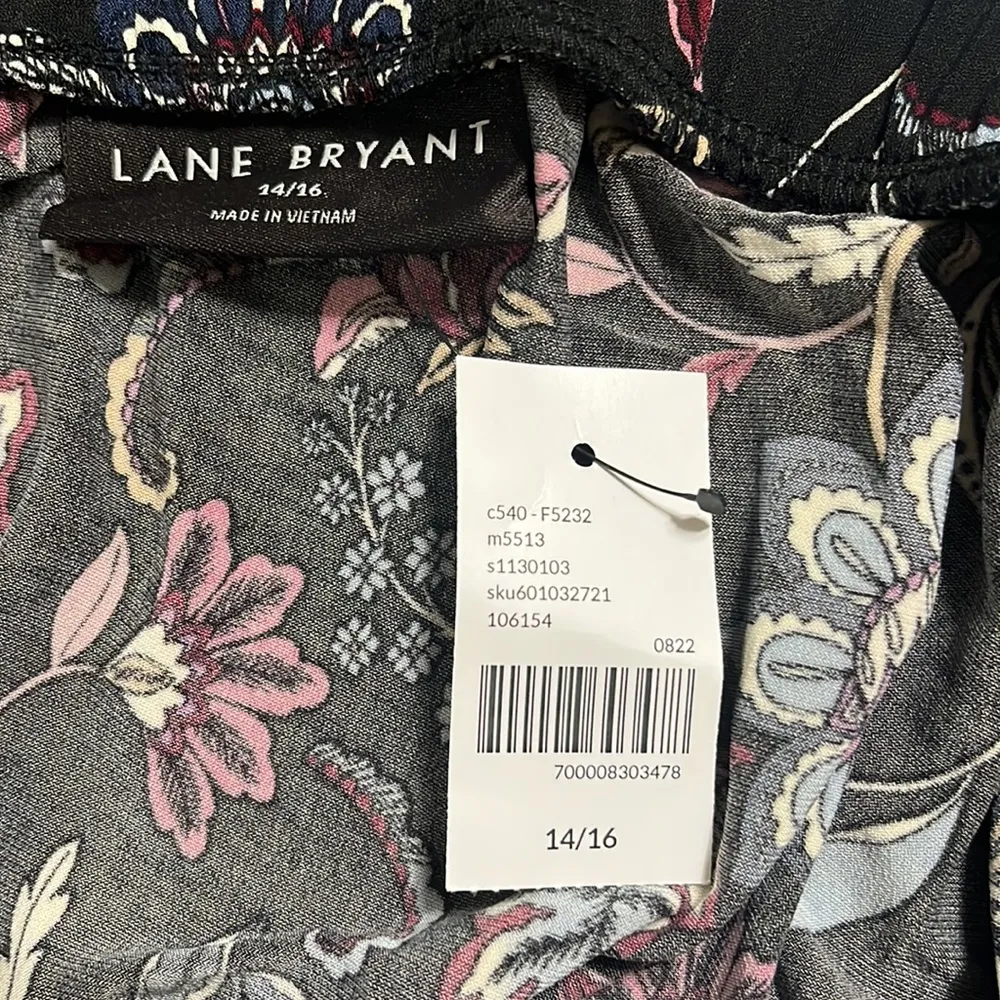 LANE BRYANT
14/16.
MADE IN VIETNAM
c540 - F5232
m5513
s1130103
sku601032721
106154
0822
700008303478
14/16